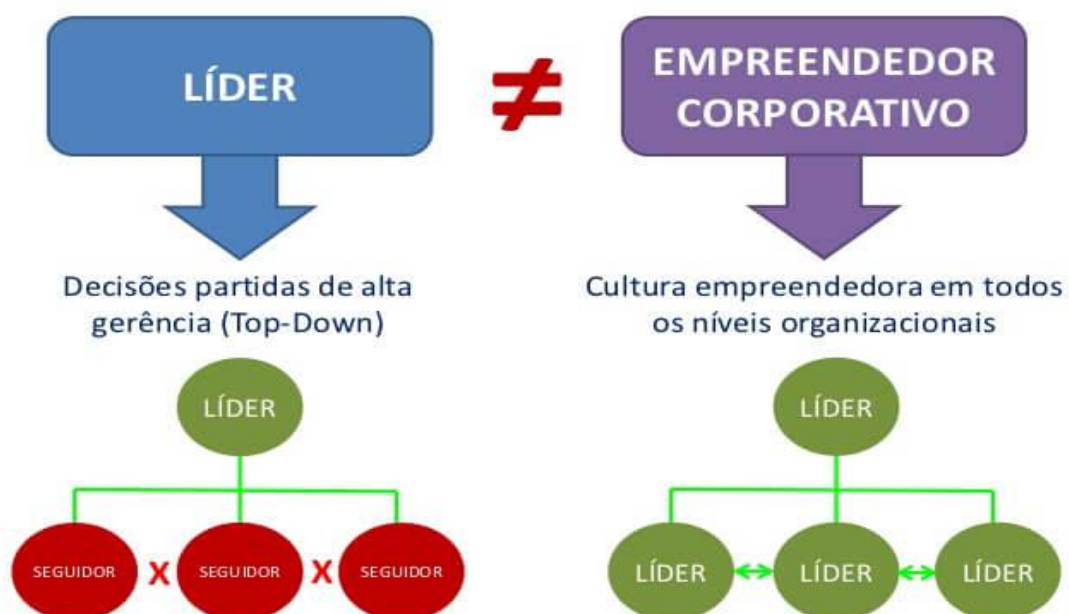 LÍDER
≠
EMPREENDEDOR
CORPORATIVO
Decisões partidas de alta
gerência (Top-Down)
Cultura empreendedora em todos
os níveis organizacionais
LÍDER
SEGUIDOR X SEGUIDOR X SEGUIDOR
LÍDER
LÍDER LÍDER LÍDER